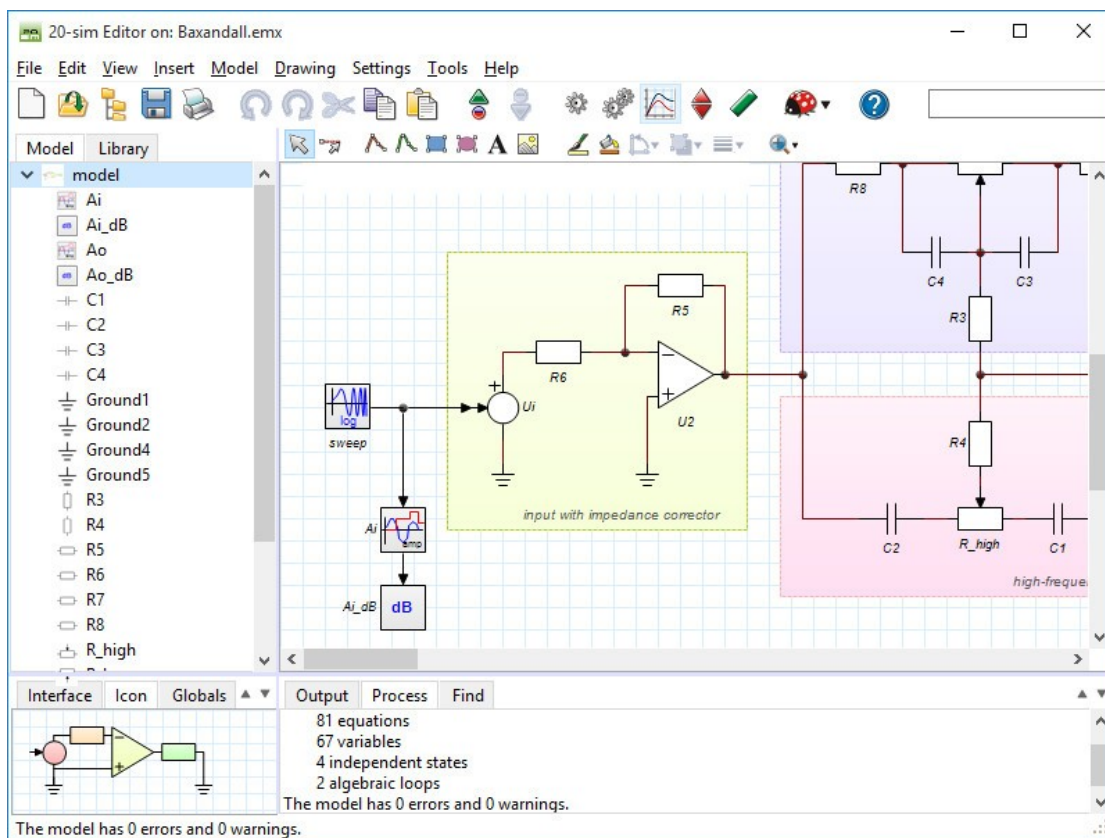 20-sim Editor on: Baxandall.emx
File Edit View Insert Model Drawing Settings Tools Help
Model Library
model
Ai
Ai_dB
Ao
Ao_dB
C1
C2
C3
C4
Ground1
Ground2
Ground4
Ground5
R3
R4
R5
R6
R7
R8
R_high
R8
C4
C3
R3
R5
R6
Ui
U2
log
sweep
input with impedance corrector
Ai
amp
Ai_dB
dB
R4
C2
R_high
C1
high-freque
Interface Icon Globals
Output Process Find
81 equations
67 variables
4 independent states
2 algebraic loops
The model has 0 errors and 0 warnings.
The model has 0 errors and 0 warnings.